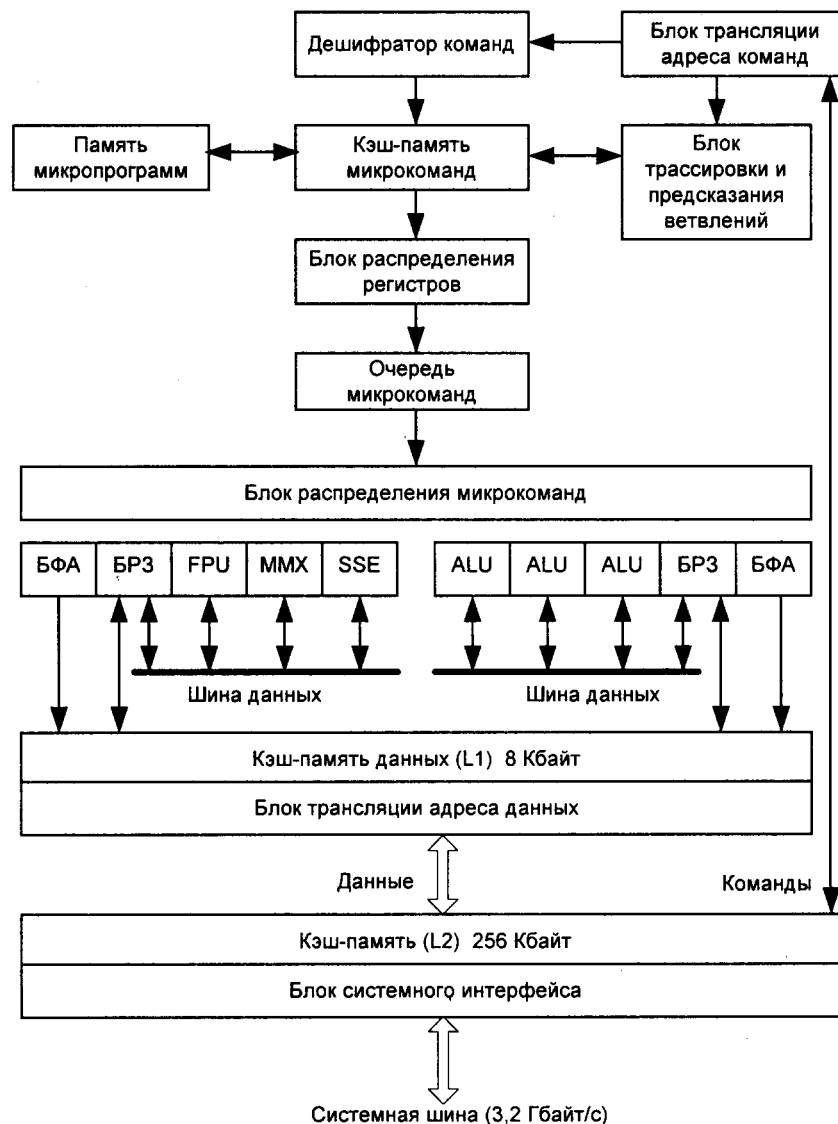 Дешифратор команд
Блок трансляции
адреса команд
Память
микропрограмм
Кэш-память
микрокоманд
Блок
трассировки и
предсказания
ветвлений
Блок распределения
регистров
Очередь
микрокоманд
Блок распределения микрокоманд
БФА БРЗ FPU MMX SSE ALU ALU ALU БРЗ БФА
Шина данных Шина данных
Кэш-память данных (L1) 8 Кбайт
Блок трансляции адреса данных
Данные Команды
Кэш-память (L2) 256 Кбайт
Блок системного интерфейса
Системная шина (3,2 Гбайт/с)